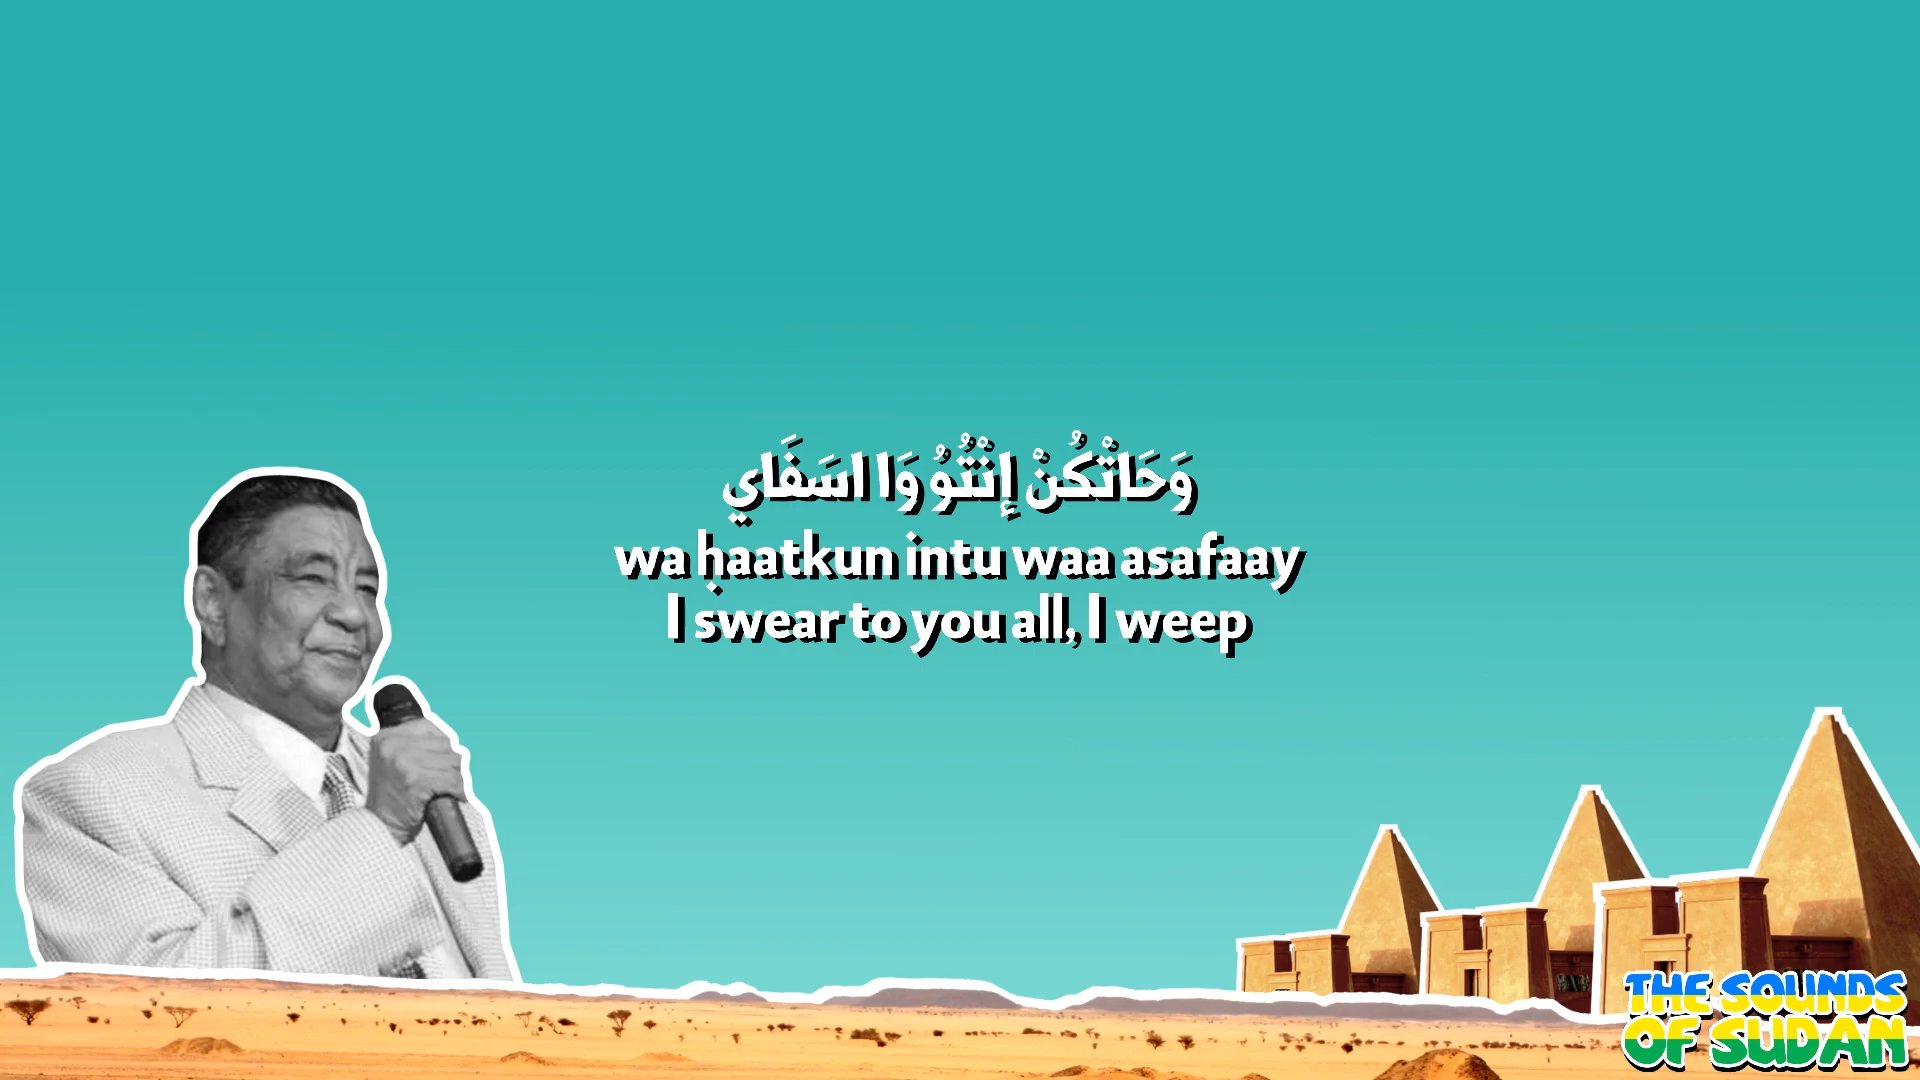 وَحَاتْكُنْ إِنْتُوُ وَا اسَفَاي
wa ḥaatkun intu waa asafaay
I swear to you all, I weep
THE SOUNDS
OF SUDAN